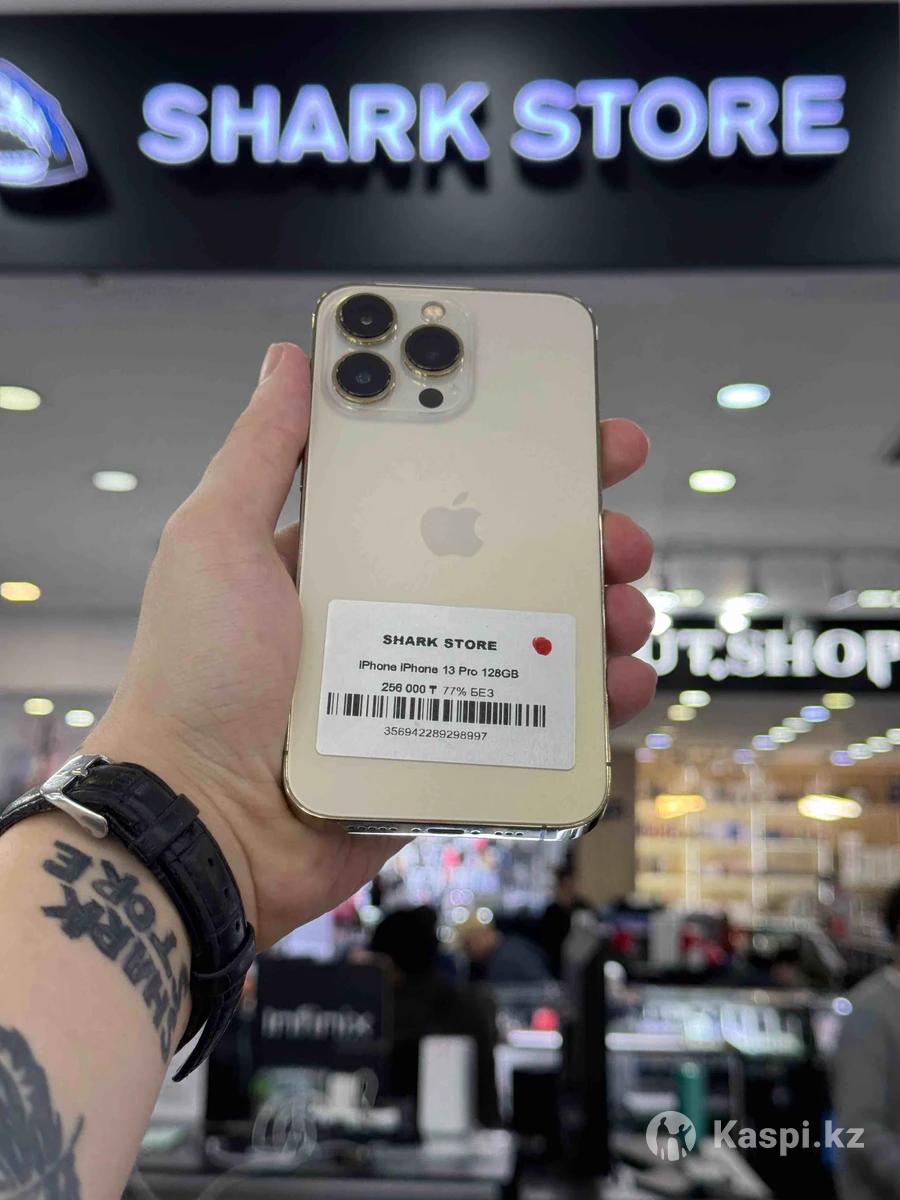 SHARK STORE
UT.SHOP
SHARK STORE
iPhone iPhone 13 Pro 128GB
256 000 ₸ 77% БЕЗ
356942289298997
SHARK
STORE
infinix
Kaspi.kz